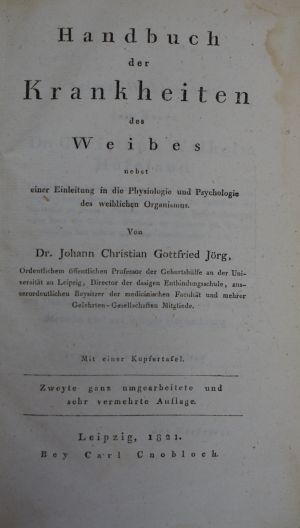 Handbuch
der
Krankheiten
des
Weibes
nebst
einer Einleitung in die Physiologie und Psychologie
des weiblichen Organismus.
Von
Dr. Johann Christian Gottfried Jörg,
Ordentlichem öffentlichen Professor der Geburtshülfe an der Uni-
versität zu Leipzig, Director der dasigen Entbindungsschule, aus-
serordentlichen Beysitzer der medicinischen Facultät und mehrer
Gelehrten-Gesellschaften Mitgliede.
Mit einer Kupfertafel.
Zweyte ganz umgearbeitete und
sehr vermehrte Auflage.
Leipzig, 1821.
Bey Carl Cnobloch.